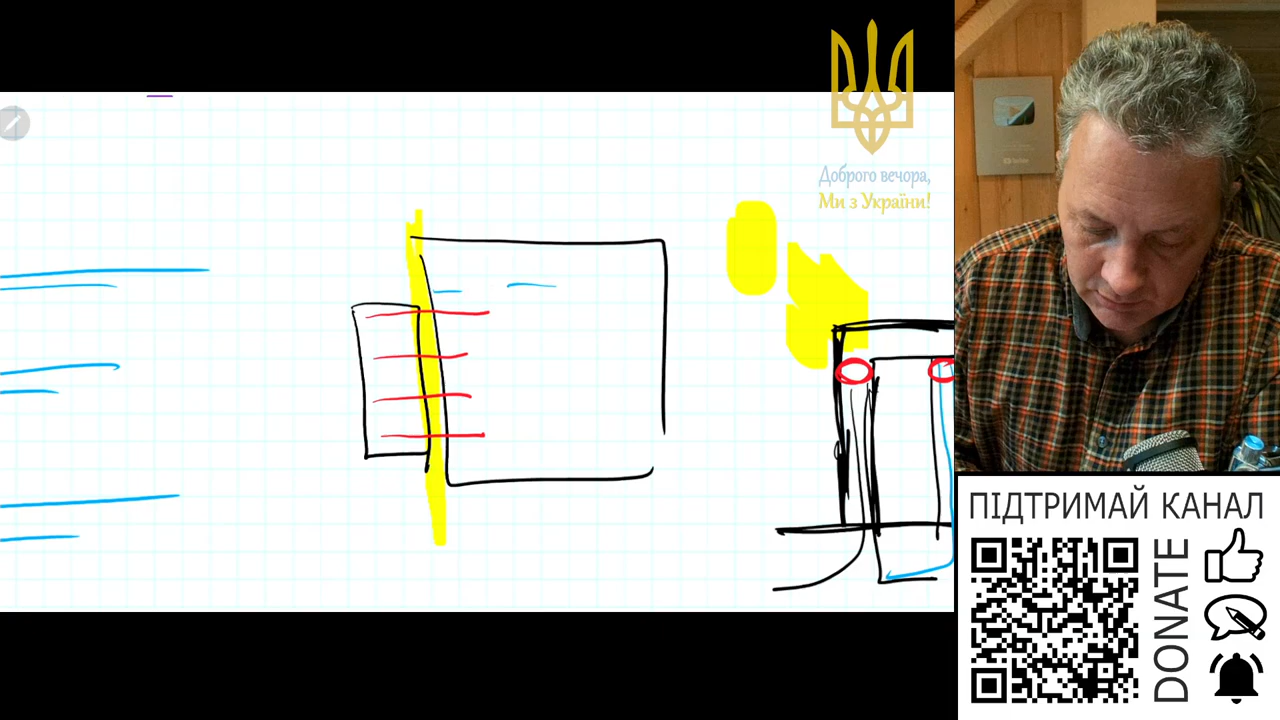 Доброго вечора,
Ми з України!
ПІДТРИМАЙ КАНАЛ
DONATE